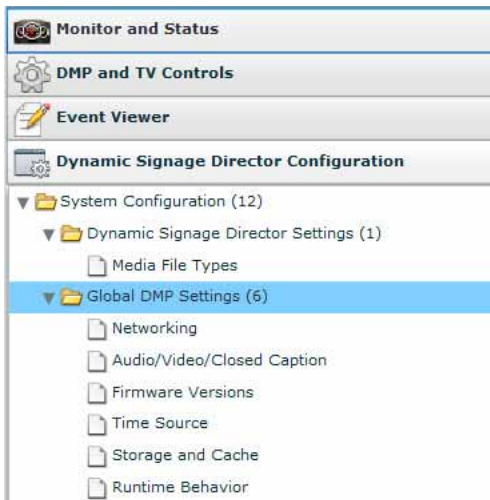 Monitor and Status
DMP and TV Controls
Event Viewer
Dynamic Signage Director Configuration
System Configuration (12)
Dynamic Signage Director Settings (1)
Media File Types
Global DMP Settings (6)
Networking
Audio/Video/Closed Caption
Firmware Versions
Time Source
Storage and Cache
Runtime Behavior